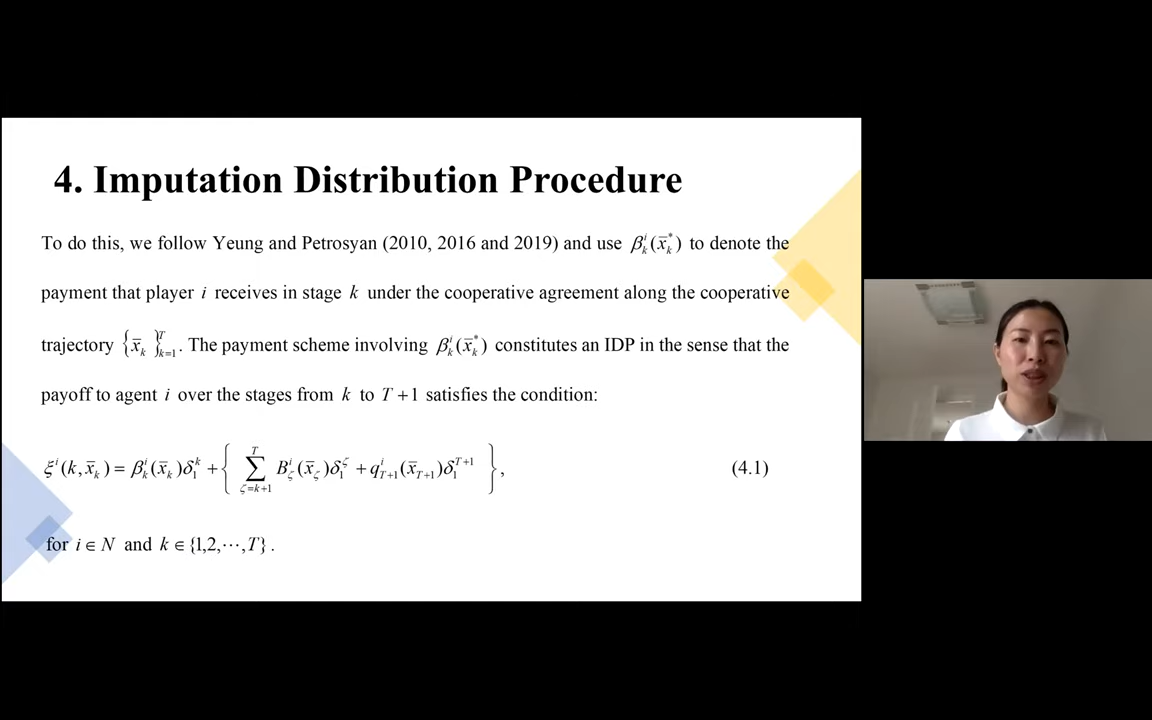 4. Imputation Distribution Procedure
To do this, we follow Yeung and Petrosyan (2010, 2016 and 2019) and use β_k^i(x̄_k^*) to denote the
payment that player i receives in stage k under the cooperative agreement along the cooperative
trajectory {x̄_k}_{k=1}^T. The payment scheme involving β_k^i(x̄_k^*) constitutes an IDP in the sense that the
payoff to agent i over the stages from k to T+1 satisfies the condition:
ξ^i(k, x̄_k) = β_k^i(x̄_k)δ_1^k + { ∑_{ζ=k+1}^T B_ζ^i(x̄_ζ)δ_1^ζ + q_{T+1}^i(x̄_{T+1})δ_1^{T+1} }, (4.1)
for i ∈ N and k ∈ {1,2,⋯,T}.